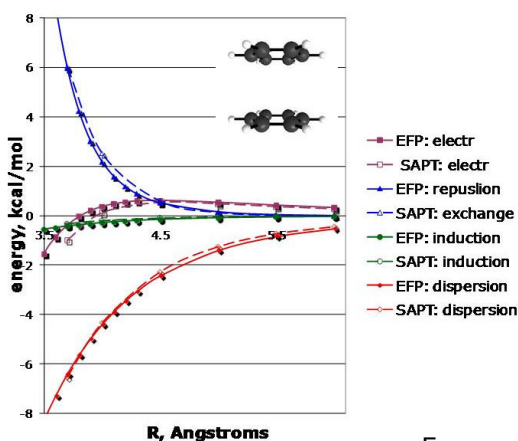 8
6
4
2
0
-2
-4
-6
-8
3.5
4.5
5.5
energy, kcal/mol
R, Angstroms
EFP: electr
SAPT: electr
EFP: repuslion
SAPT: exchange
EFP: induction
SAPT: induction
EFP: dispersion
SAPT: dispersion